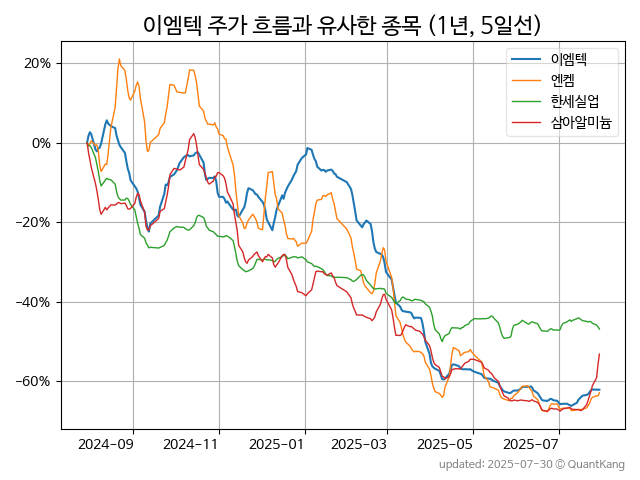 이엠텍 주가 흐름과 유사한 종목 (1년, 5일선)
이엠텍
엔켐
한세실업
삼아알미늄
20%
0%
−20%
−40%
−60%
2024-09
2024-11
2025-01
2025-03
2025-05
2025-07
updated: 2025-07-30 © QuantKang